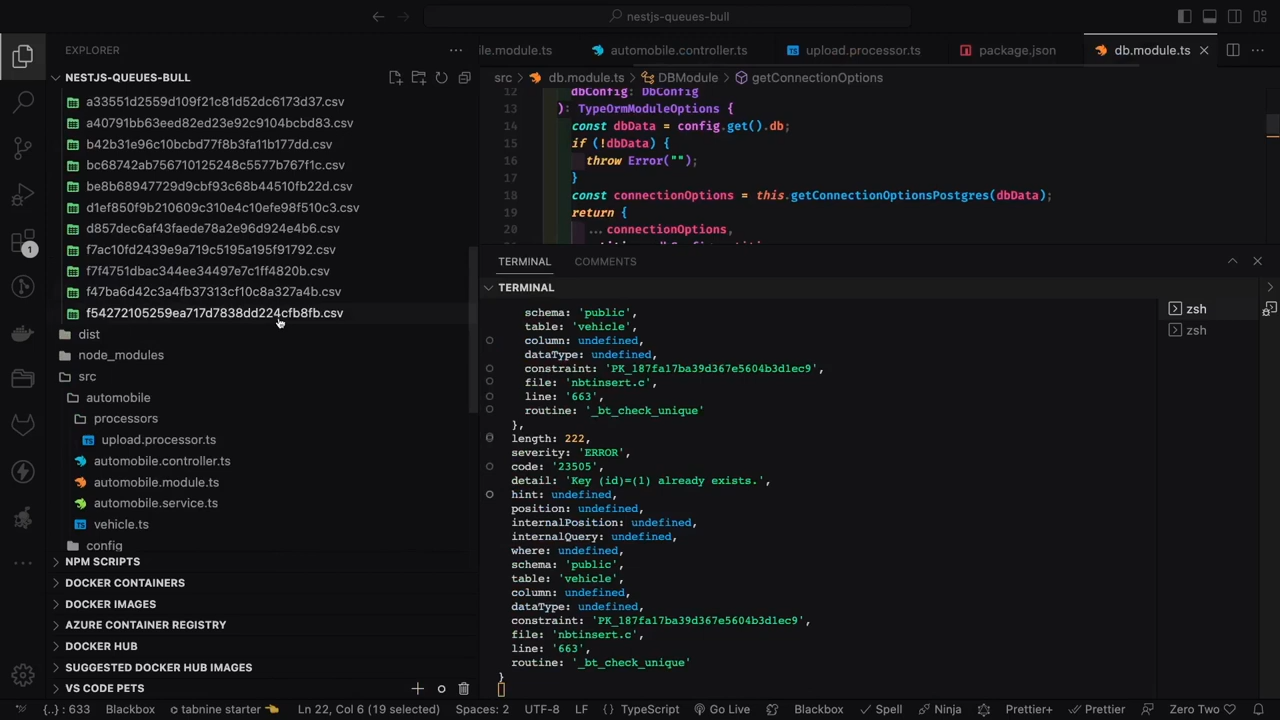 nestjs-queues-bull
EXPLORER
NESTJS-QUEUES-BULL
a33551d2559d109f21c81d52dc6173d37.csv
a40791bb63eed82ed23e92c9104bcbd83.csv
b42b31e96c10bcbd77f8b3fa11b177dd.csv
bc68742ab756710125248c5577b767f1c.csv
be8b68947729d9cbf93c68b44510fb22d.csv
d1ef850f9b210609c310e4c10efe98f510c3.csv
d857dec6af43faede78a2e96d924e4b6.csv
f7ac10fd2439e9a719c5195a195f91792.csv
f7f4751dbac344ee34497e7c1ff4820b.csv
f47ba6d42c3a4fb37313cf10c8a327a4b.csv
f54272105259ea717d7838dd224cfb8fb.csv
dist
node_modules
src
automobile
processors
upload.processor.ts
automobile.controller.ts
automobile.module.ts
automobile.service.ts
vehicle.ts
config
NPM SCRIPTS
DOCKER CONTAINERS
DOCKER IMAGES
AZURE CONTAINER REGISTRY
DOCKER HUB
SUGGESTED DOCKER HUB IMAGES
VS CODE PETS
1
ile.module.ts automobile.controller.ts upload.processor.ts package.json db.module.ts
src > db.module.ts > DBModule > getConnectionOptions
12 dbConfig: DbConfig
13 ): TypeOrmModuleOptions {
14 const dbData = config.get().db;
15 if (!dbData) {
16 throw Error("");
17 }
18 const connectionOptions = this.getConnectionOptionsPostgres(dbData);
19 return {
20 ...connectionOptions,
TERMINAL COMMENTS
TERMINAL
schema: 'public',
table: 'vehicle',
column: undefined,
dataType: undefined,
constraint: 'PK_187fa17ba39d367e5604b3d1ec9',
file: 'nbtinsert.c',
line: '663',
routine: '_bt_check_unique'
},
length: 222,
severity: 'ERROR',
code: '23505',
detail: 'Key (id)=(1) already exists.',
hint: undefined,
position: undefined,
internalPosition: undefined,
internalQuery: undefined,
where: undefined,
schema: 'public',
table: 'vehicle',
column: undefined,
dataType: undefined,
constraint: 'PK_187fa17ba39d367e5604b3d1ec9',
file: 'nbtinsert.c',
line: '663',
routine: '_bt_check_unique'
}
zsh
zsh
{..} : 633 Blackbox tabnine starter Ln 22, Col 6 (19 selected) Spaces: 2 UTF-8 LF { } TypeScript Go Live Blackbox Spell Ninja Prettier+ Prettier Zero Two